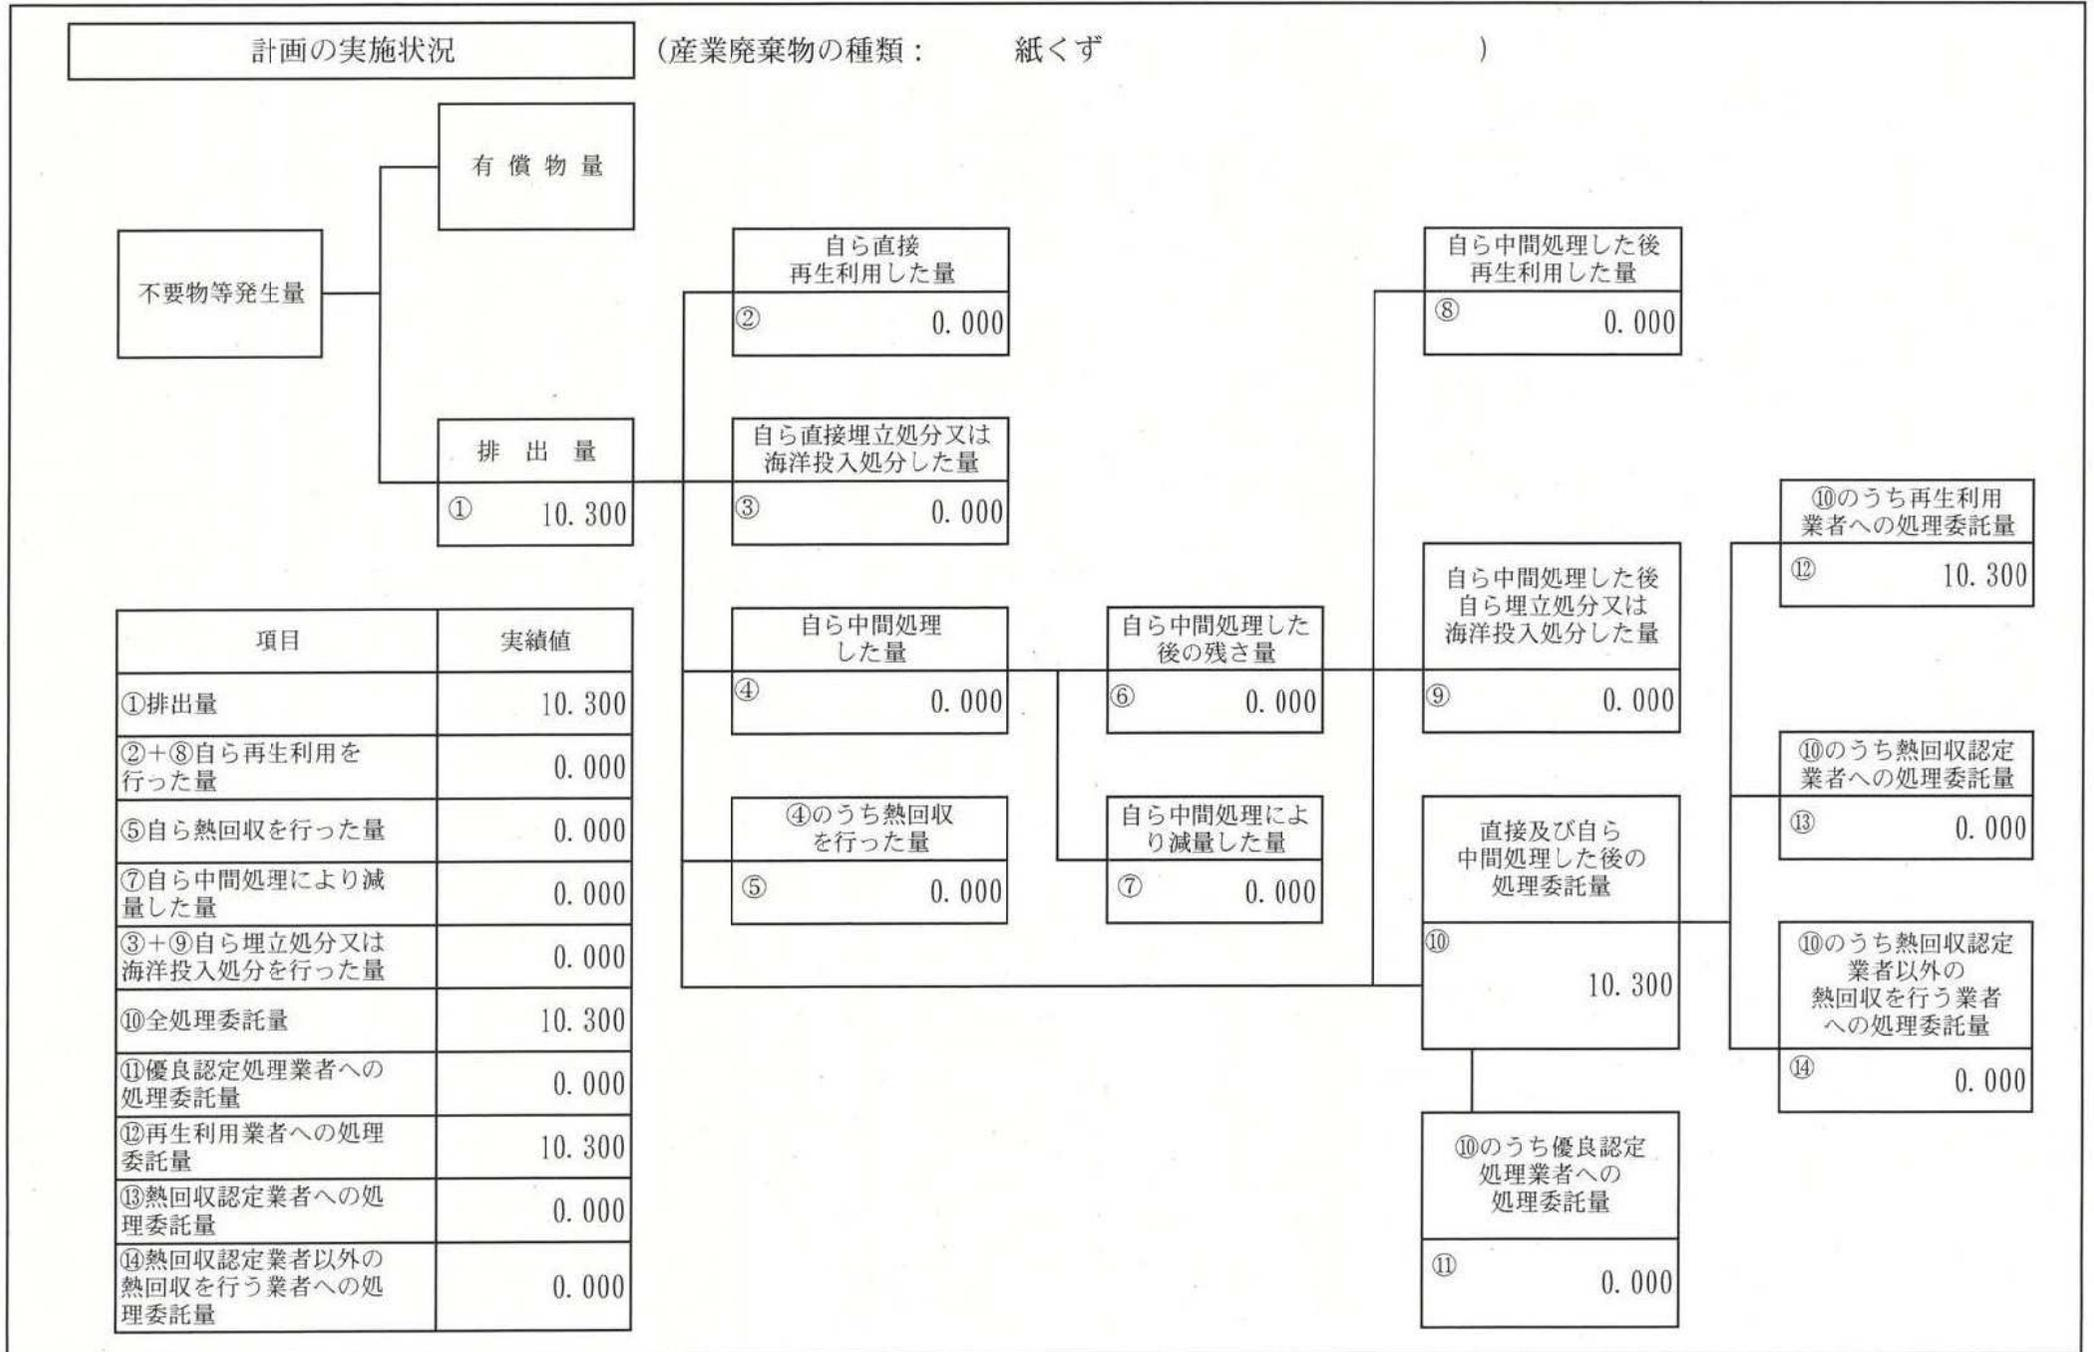 計画の実施状況
(産業廃棄物の種類： 紙くず )
有 償 物 量
不要物等発生量
自ら直接
再生利用した量
② 0.000
自ら中間処理した後
再生利用した量
⑧ 0.000
排 出 量
① 10.300
自ら直接埋立処分又は
海洋投入処分した量
③ 0.000
⑩のうち再生利用
業者への処理委託量
⑫ 10.300
自ら中間処理
した量
④ 0.000
自ら中間処理した
後の残さ量
⑥ 0.000
自ら中間処理した後
自ら埋立処分又は
海洋投入処分した量
⑨ 0.000
⑩のうち熱回収認定
業者への処理委託量
⑬ 0.000
④のうち熱回収
を行った量
⑤ 0.000
自ら中間処理によ
り減量した量
⑦ 0.000
直接及び自ら
中間処理した後の
処理委託量
⑩
10.300
⑩のうち熱回収認定
業者以外の
熱回収を行う業者
への処理委託量
⑭ 0.000
⑩のうち優良認定
処理業者への
処理委託量
⑪ 0.000
項目 実績値
①排出量 10.300
②＋⑧自ら再生利用を
行った量 0.000
⑤自ら熱回収を行った量 0.000
⑦自ら中間処理により減
量した量 0.000
③＋⑨自ら埋立処分又は
海洋投入処分を行った量 0.000
⑩全処理委託量 10.300
⑪優良認定処理業者への
処理委託量 0.000
⑫再生利用業者への処理
委託量 10.300
⑬熱回収認定業者への処
理委託量 0.000
⑭熱回収認定業者以外の
熱回収を行う業者への処
理委託量 0.000